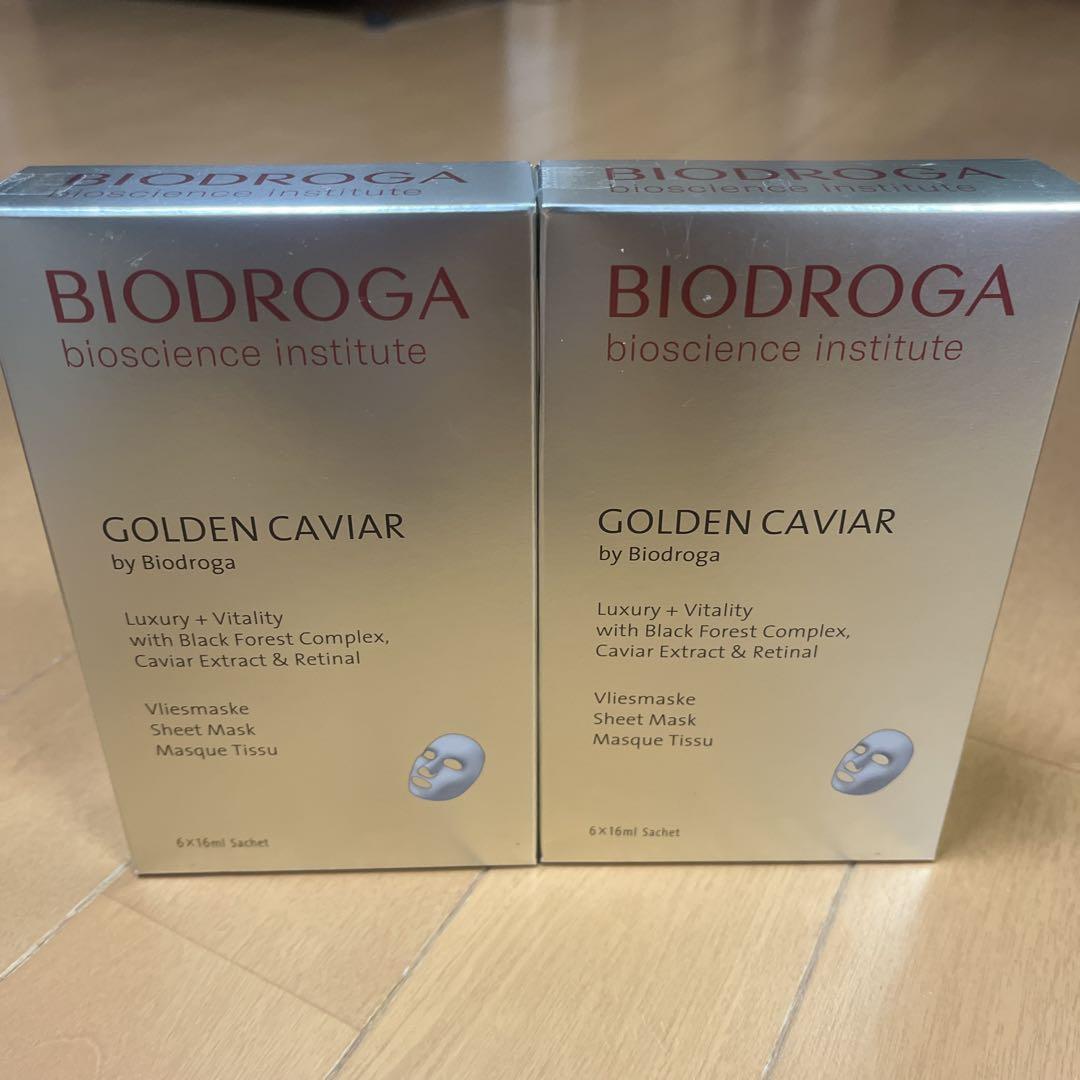 BIODROGA
bioscience institute
BIODROGA
bioscience institute
GOLDEN CAVIAR
by Biodroga
Luxury + Vitality
with Black Forest Complex,
Caviar Extract & Retinal
Vliesmaske
Sheet Mask
Masque Tissu
6×16ml Sachet
BIODROGA
bioscience institute
BIODROGA
bioscience institute
GOLDEN CAVIAR
by Biodroga
Luxury + Vitality
with Black Forest Complex,
Caviar Extract & Retinal
Vliesmaske
Sheet Mask
Masque Tissu
6×16ml Sachet